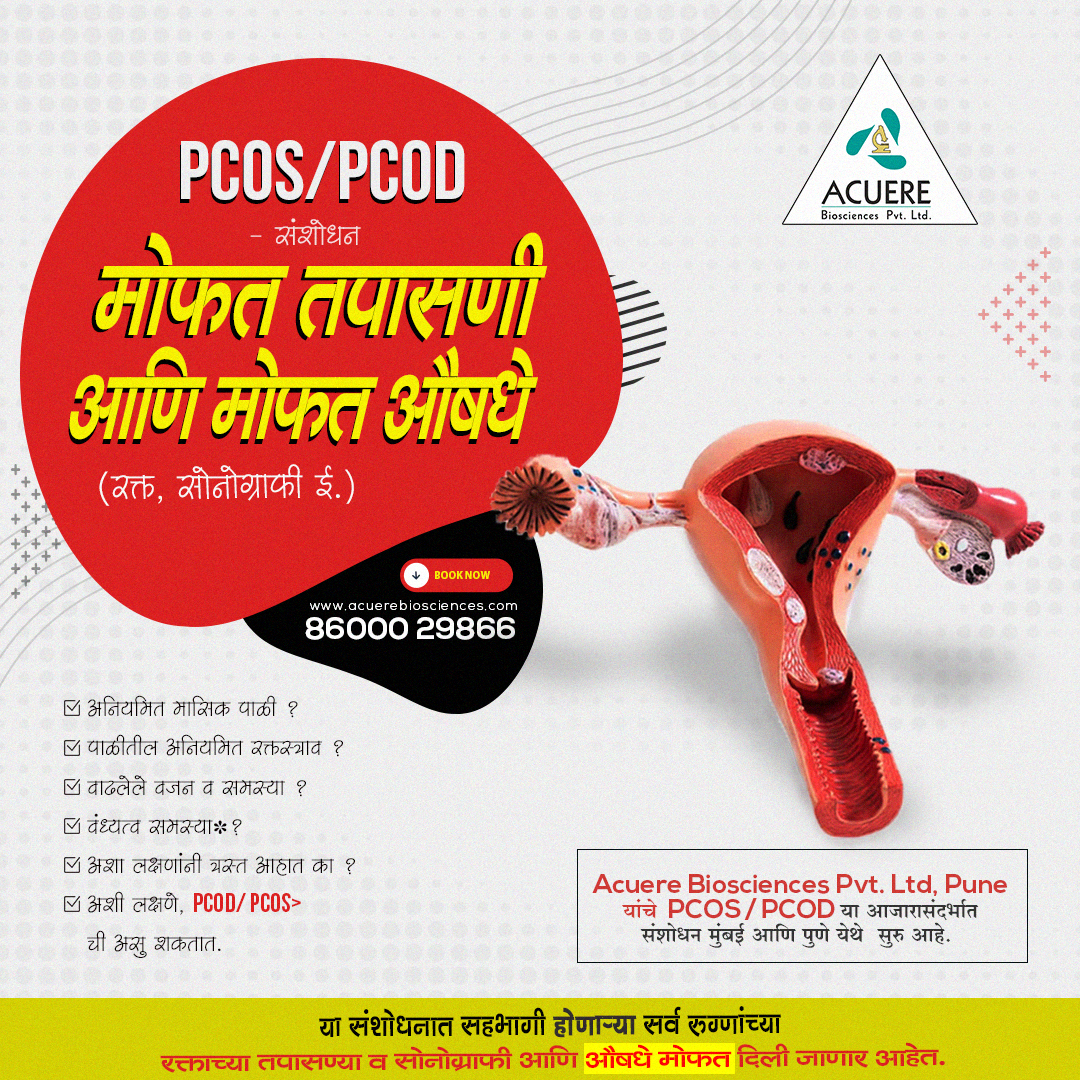 PCOS/PCOD
- संशोधन
मोफत तपासणी
आणि मोफत औषधे
(रक्त, सोनोग्राफी ई.)
ACUERE
Biosciences Pvt. Ltd.
BOOK NOW
www.acuerebiosciences.com
86000 29866
अनियमित मासिक पाळी ?
पाळीतील अनियमित रक्तस्त्राव ?
वाढलेले वजन व समस्या ?
वंध्यत्व समस्या* ?
अशा लक्षणांनी त्रस्त आहात का ?
अशी लक्षणे, PCOD/ PCOS>
ची असु शकतात.
Acuere Biosciences Pvt. Ltd, Pune
यांचे PCOS / PCOD या आजारासंदर्भात
संशोधन मुंबई आणि पुणे येथे सुरु आहे.
या संशोधनात सहभागी होणाऱ्या सर्व रुग्णांच्या
रक्ताच्या तपासण्या व सोनोग्राफी आणि औषधे मोफत दिली जाणार आहेत.